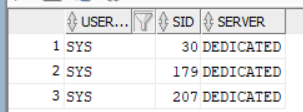 USER... SID SERVER
1 SYS 30 DEDICATED
2 SYS 179 DEDICATED
3 SYS 207 DEDICATED